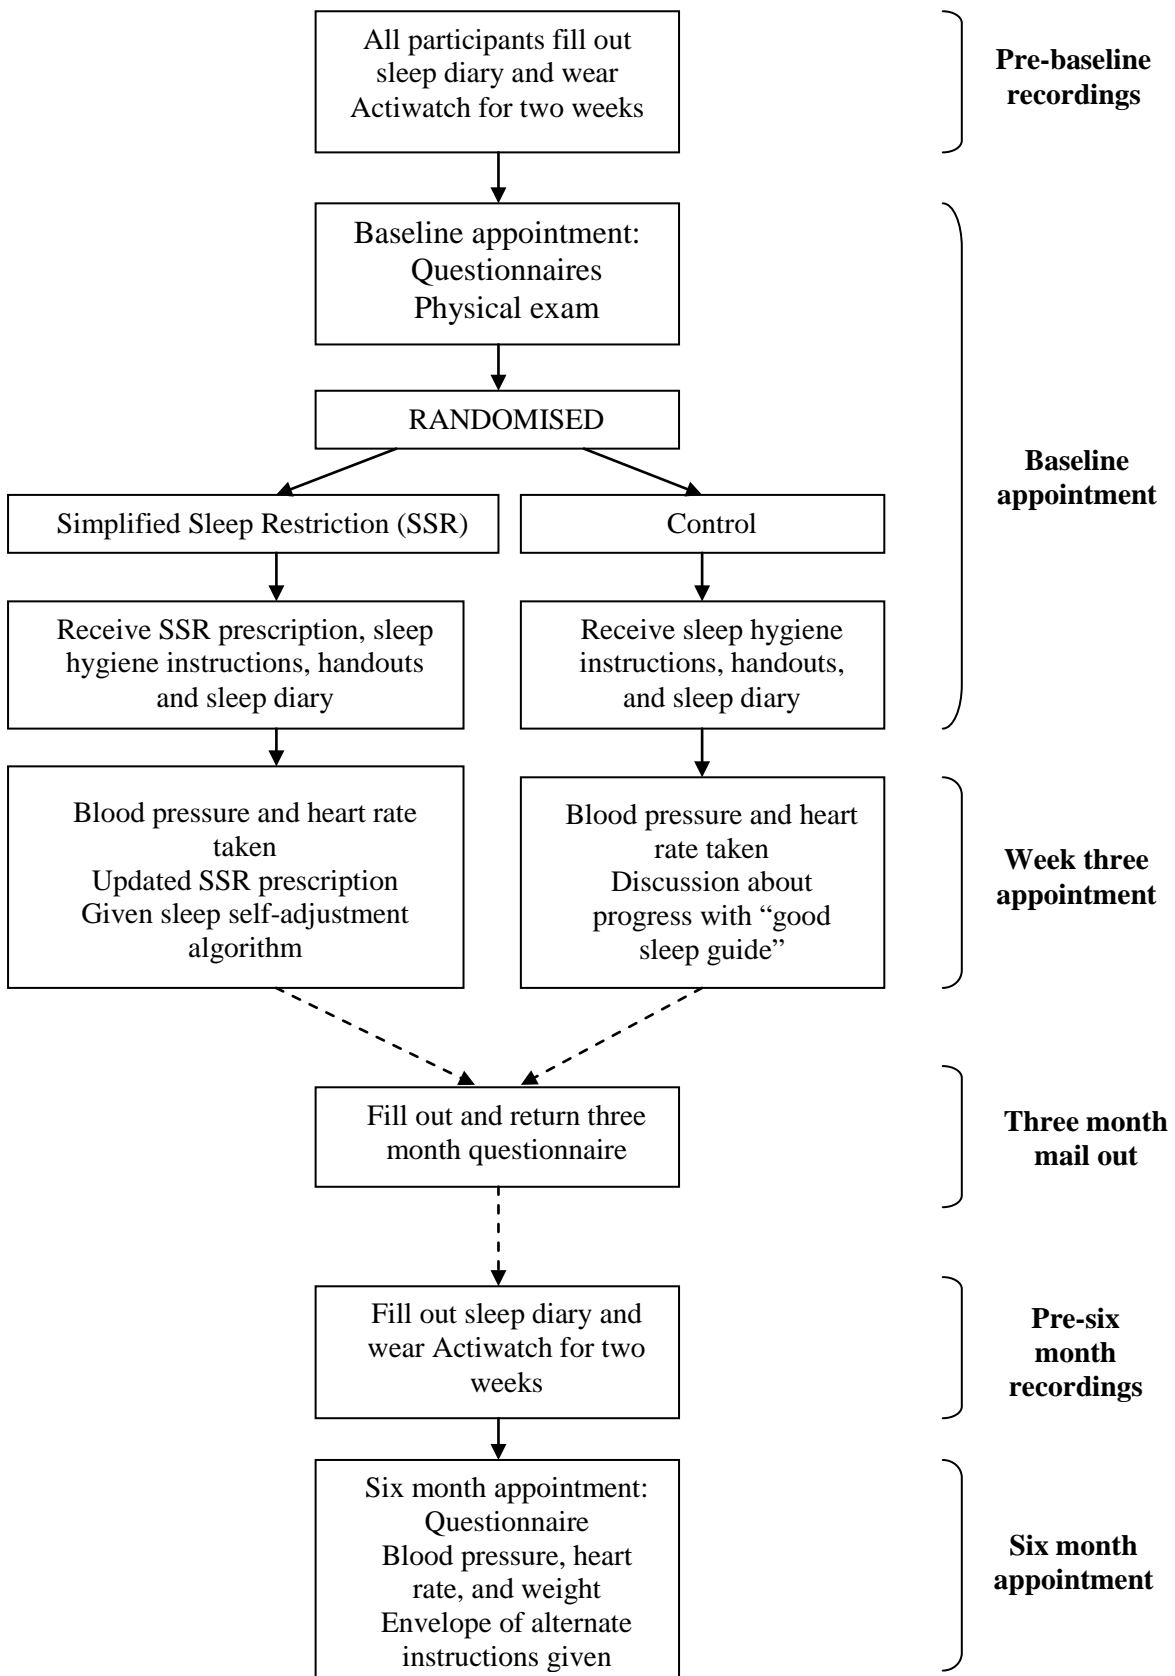 All participants fill out
sleep diary and wear
Actiwatch for two weeks
Pre-baseline
recordings
Baseline appointment:
Questionnaires
Physical exam
RANDOMISED
Baseline
appointment
Simplified Sleep Restriction (SSR)
Control
Receive SSR prescription, sleep
hygiene instructions, handouts
and sleep diary
Receive sleep hygiene
instructions, handouts,
and sleep diary
Blood pressure and heart rate
taken
Updated SSR prescription
Given sleep self-adjustment
algorithm
Blood pressure and heart
rate taken
Discussion about
progress with “good
sleep guide”
Week three
appointment
Fill out and return three
month questionnaire
Three month
mail out
Fill out sleep diary and
wear Actiwatch for two
weeks
Pre-six
month
recordings
Six month appointment:
Questionnaire
Blood pressure, heart
rate, and weight
Envelope of alternate
instructions given
Six month
appointment